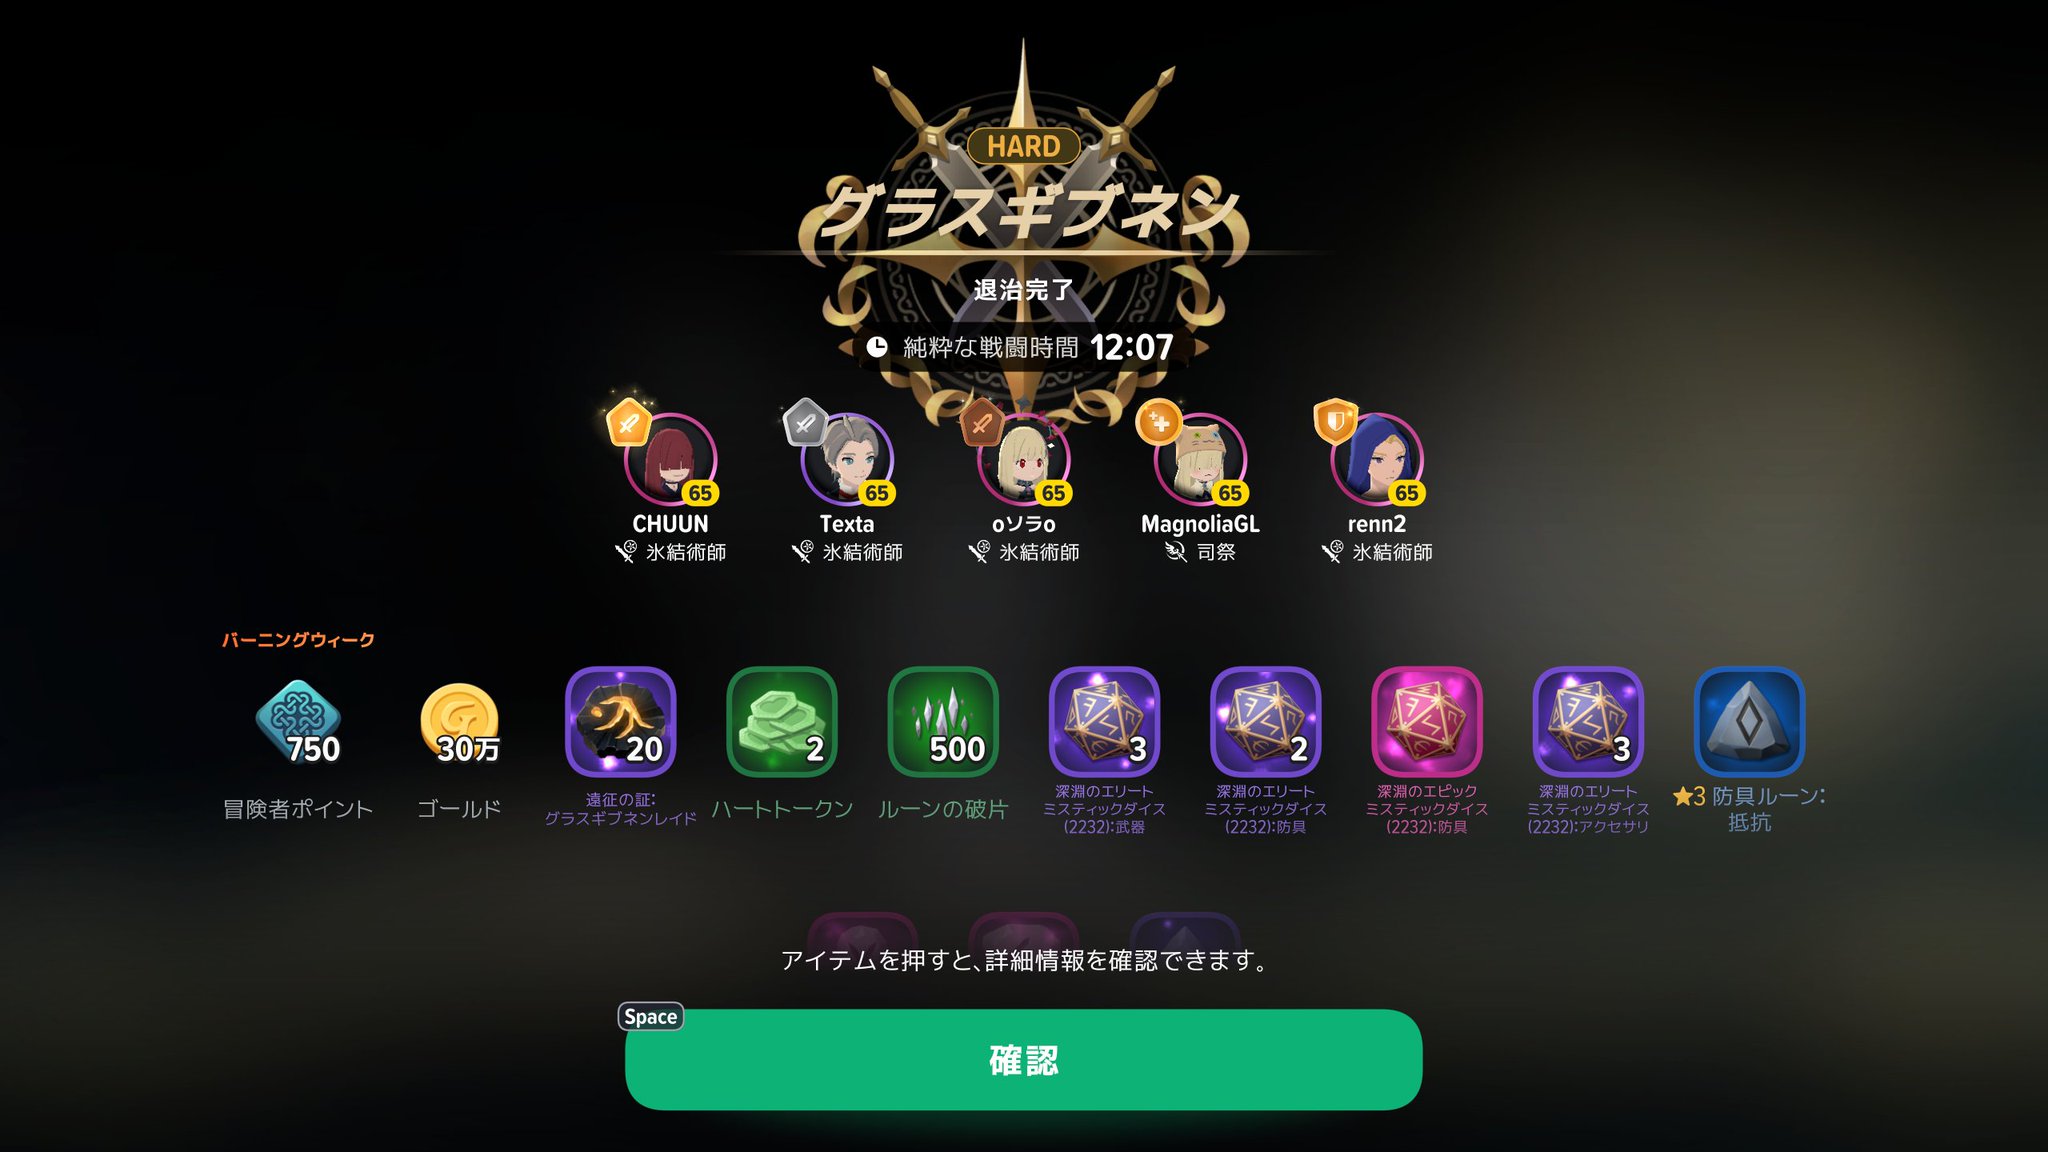 HARD
グラスギブネン
退治完了
純粋な戦闘時間 12:07
65 65 65 65 65
CHUUN Texta oソラo MagnoliaGL renn2
氷結術師 氷結術師 氷結術師 司祭 氷結術師
バーニングウィーク
750 30万 20 2 500 3 2 3
冒険者ポイント
ゴールド
遠征の証:
グラスギブネンレイド
ハートトークン
ルーンの破片
深淵のエリート
ミスティックダイス
(2232):武器
深淵のエリート
ミスティックダイス
(2232):防具
深淵のエピック
ミスティックダイス
(2232):防具
深淵のエリート
ミスティックダイス
(2232):アクセサリ
★3 防具ルーン:
抵抗
アイテムを押すと、詳細情報を確認できます。
Space
確認